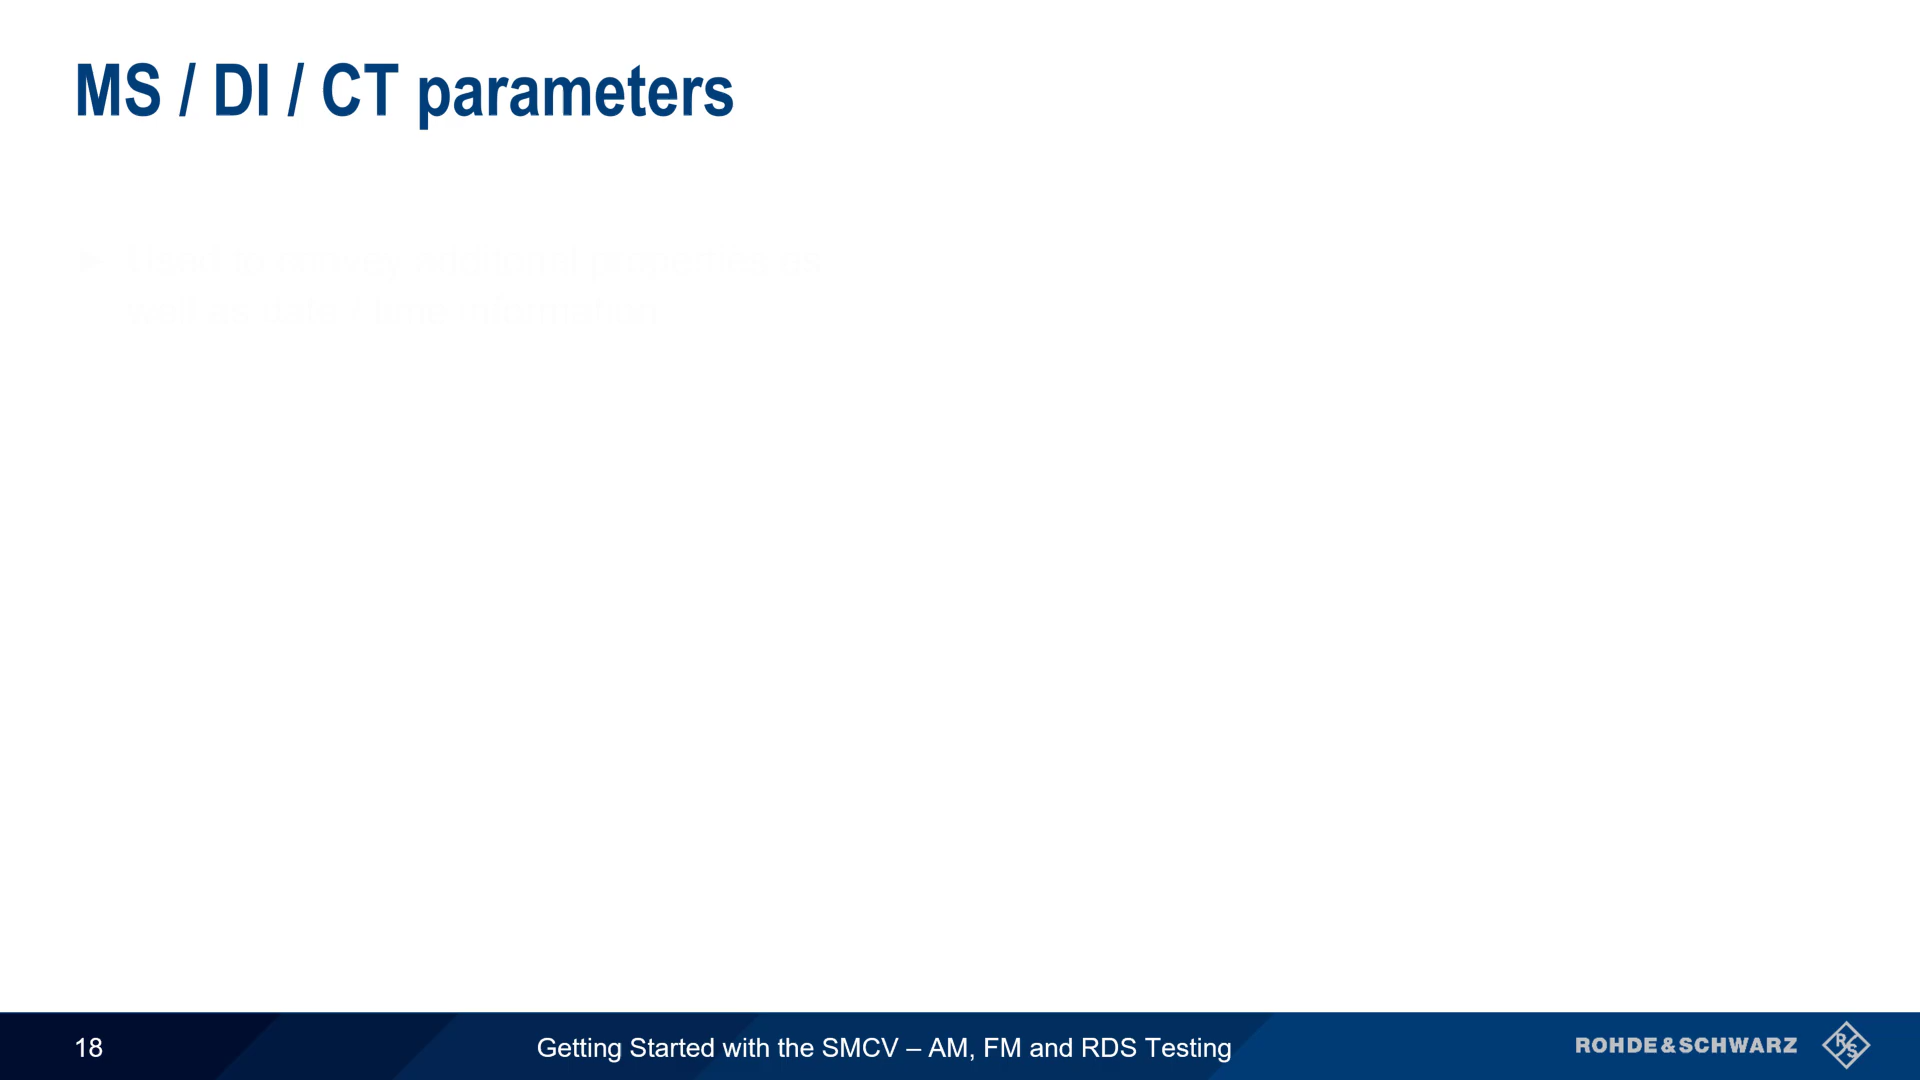 MS / DI / CT parameters
Used to convey additional properties as
well as date / time information
18
Getting Started with the SMCV – AM, FM and RDS Testing
ROHDE&SCHWARZ
R&S